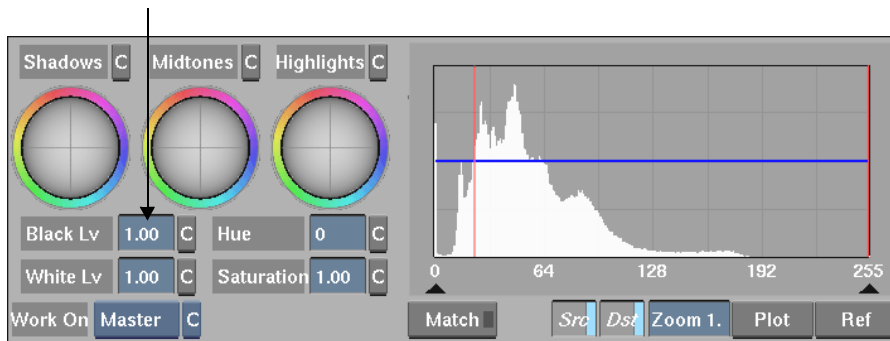 Shadows C Midtones C Highlights C
Black Lv 1.00 C Hue 0 C
White Lv 1.00 C Saturation 1.00 C
0 64 128 192 255
Work On Master C Match Src Dst Zoom 1. Plot Ref